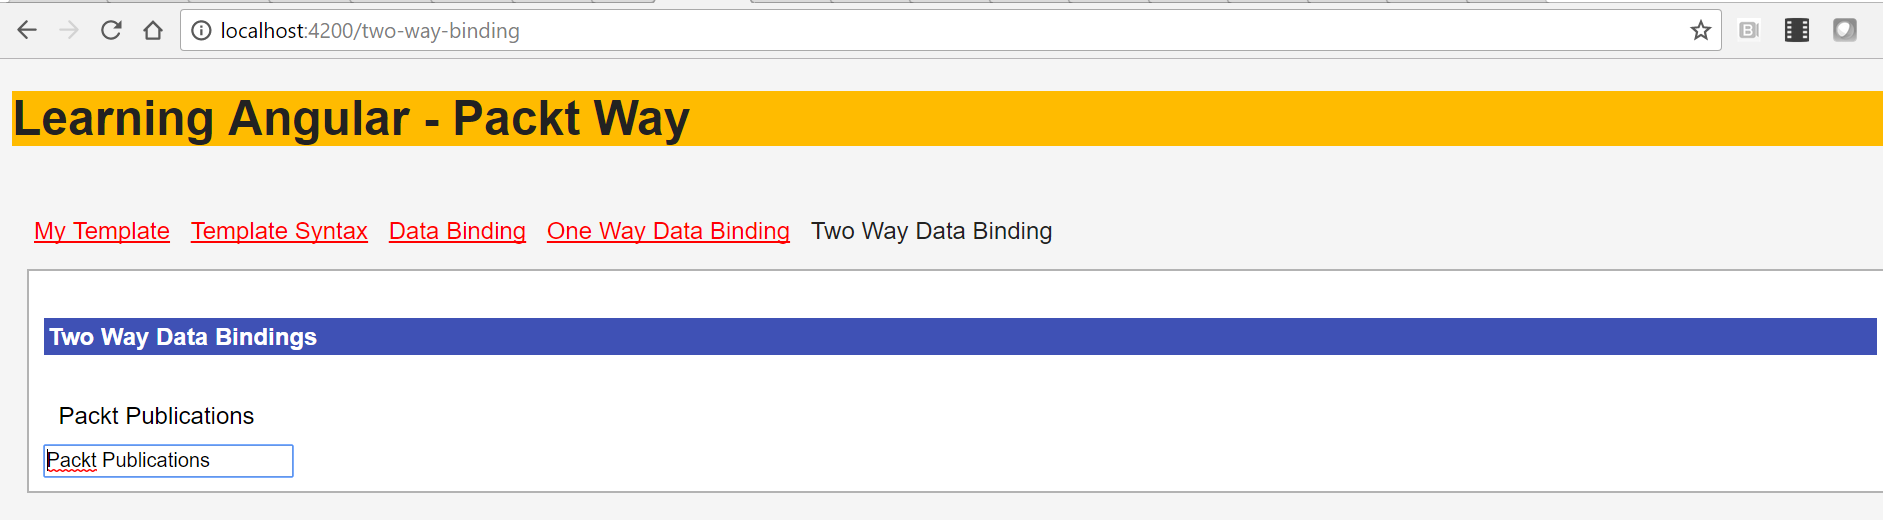 localhost:4200/two-way-binding
B
Learning Angular - Packt Way
My Template Template Syntax Data Binding One Way Data Binding Two Way Data Binding
Two Way Data Bindings
Packt Publications
Packt Publications